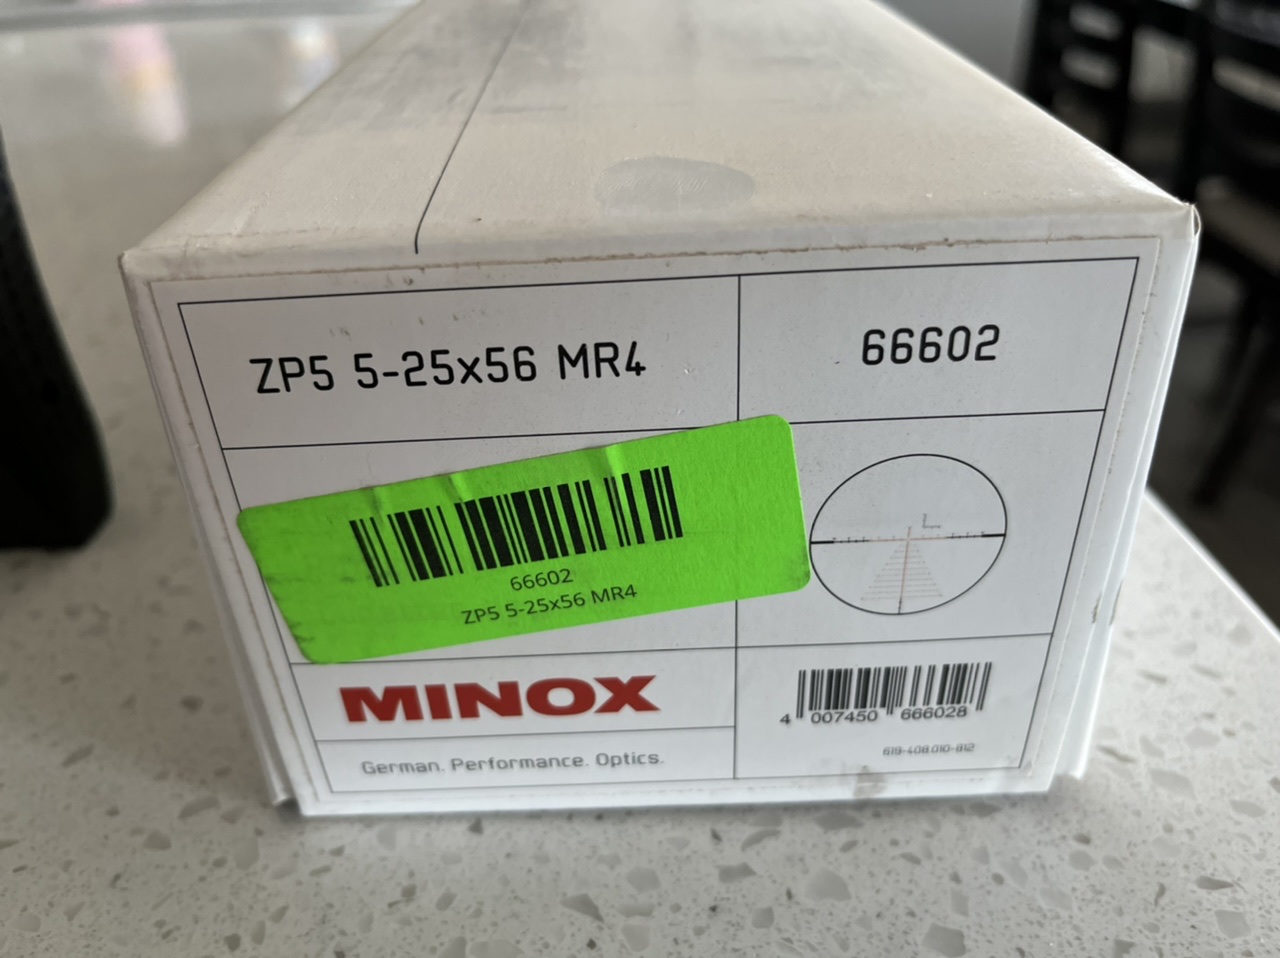 ZP5 5-25x56 MR4
66602
66602
ZP5 5-25x56 MR4
MINOX
German. Performance. Optics.
4 007450 666028
619-408.010-812